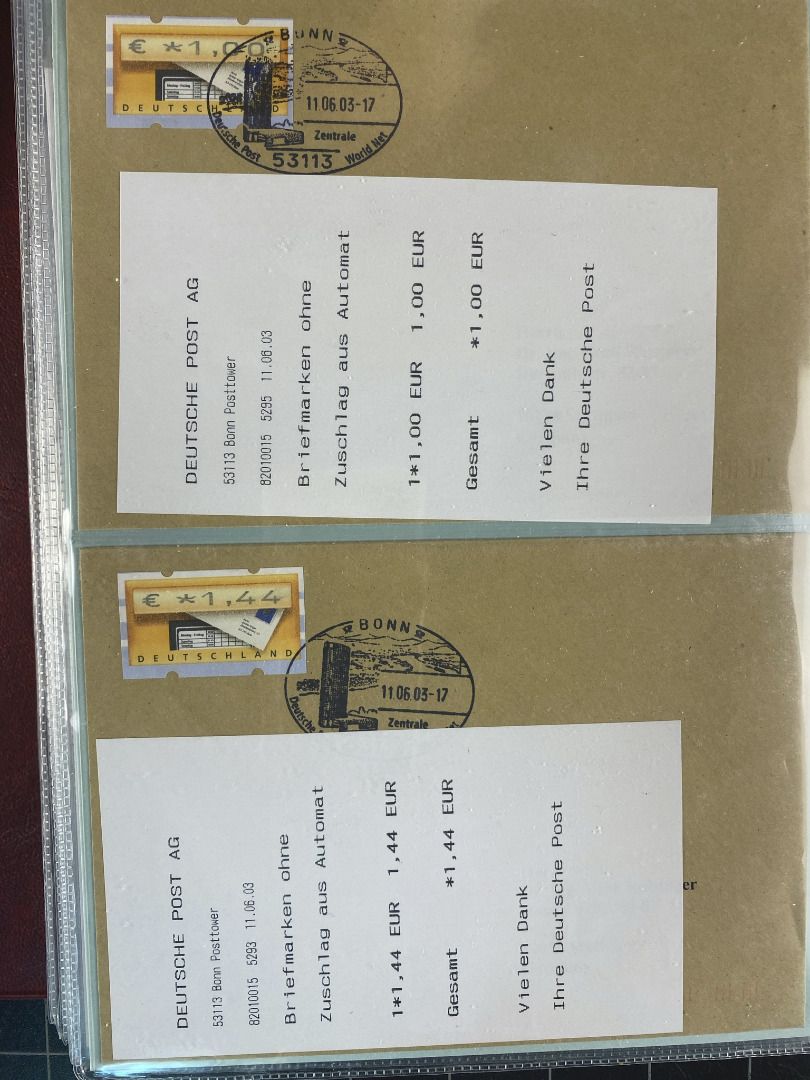 € *1,00
DEUTSCHLAND
BONN
11.06.03-17
Zentrale
Deutsche Post
53113
World Net
DEUTSCHE POST AG
53113 Bonn Posttower
82010015 5295 11.06.03
Briefmarken ohne
Zuschlag aus Automat
1*1,00 EUR 1,00 EUR
Gesamt *1,00 EUR
Vielen Dank
Ihre Deutsche Post
€ *1,44
DEUTSCHLAND
BONN
11.06.03-17
Zentrale
Deutsche
DEUTSCHE POST AG
53113 Bonn Posttower
82010015 5293 11.06.03
Briefmarken ohne
Zuschlag aus Automat
1*1,44 EUR 1,44 EUR
Gesamt *1,44 EUR
Vielen Dank
Ihre Deutsche Post
er